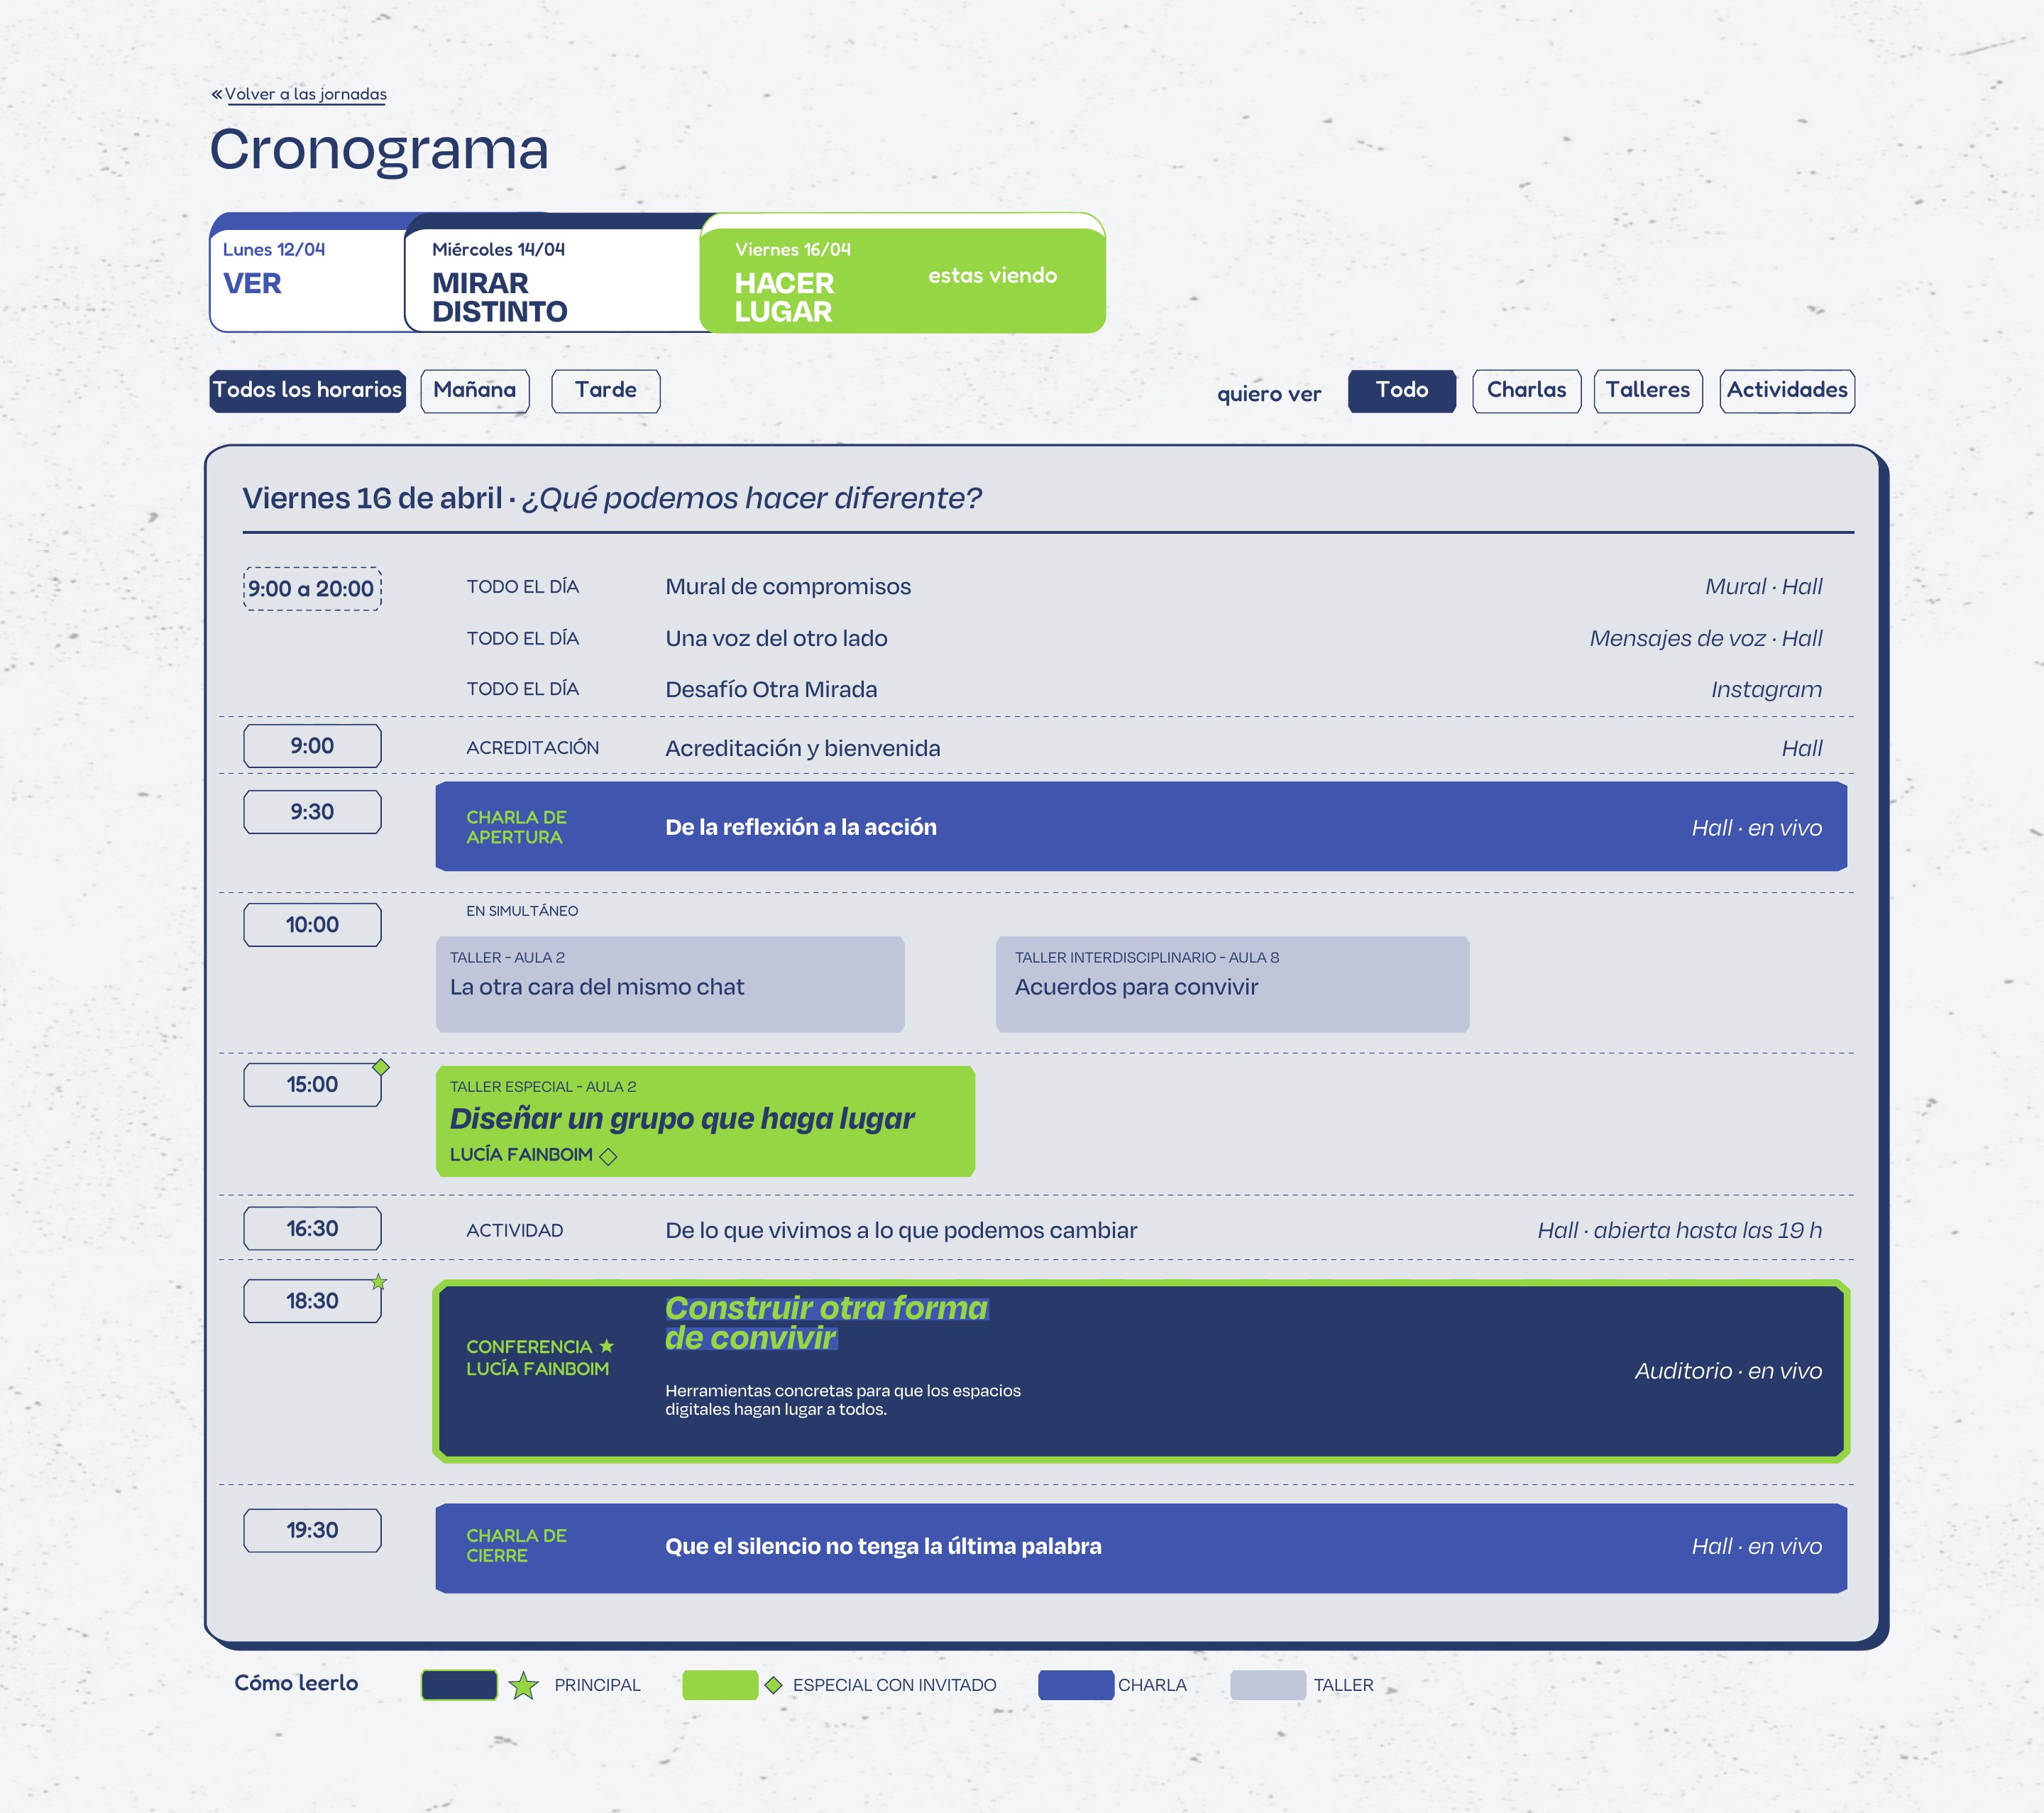 «Volver a las jornadas
Cronograma
Lunes 12/04
VER
Miércoles 14/04
MIRAR
DISTINTO
Viernes 16/04
HACER
LUGAR
estas viendo
Todos los horarios
Mañana
Tarde
quiero ver
Todo
Charlas
Talleres
Actividades
Viernes 16 de abril · ¿Qué podemos hacer diferente?
9:00 a 20:00
TODO EL DÍA
Mural de compromisos
Mural · Hall
TODO EL DÍA
Una voz del otro lado
Mensajes de voz · Hall
TODO EL DÍA
Desafío Otra Mirada
Instagram
9:00
ACREDITACIÓN
Acreditación y bienvenida
Hall
9:30
CHARLA DE
APERTURA
De la reflexión a la acción
Hall · en vivo
10:00
EN SIMULTÁNEO
TALLER - AULA 2
La otra cara del mismo chat
TALLER INTERDISCIPLINARIO - AULA 8
Acuerdos para convivir
15:00
TALLER ESPECIAL - AULA 2
Diseñar un grupo que haga lugar
LUCÍA FAINBOIM
16:30
ACTIVIDAD
De lo que vivimos a lo que podemos cambiar
Hall · abierta hasta las 19 h
18:30
CONFERENCIA ★
LUCÍA FAINBOIM
Construir otra forma
de convivir
Herramientas concretas para que los espacios
digitales hagan lugar a todos.
Auditorio · en vivo
19:30
CHARLA DE
CIERRE
Que el silencio no tenga la última palabra
Hall · en vivo
Cómo leerlo
PRINCIPAL
ESPECIAL CON INVITADO
CHARLA
TALLER